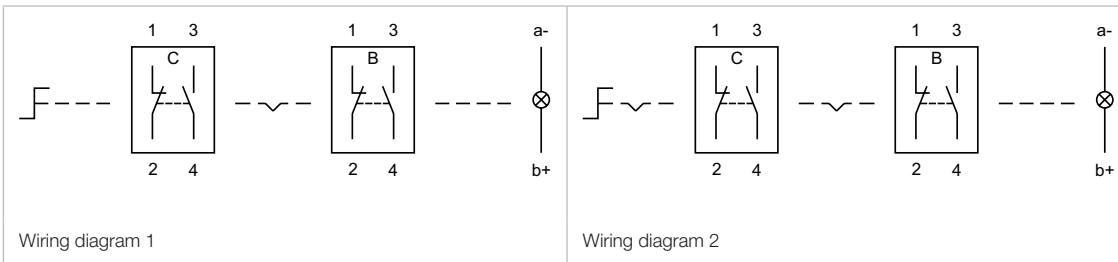 1 3 1 3 a- 1 3 1 3 a-
C B C B
2 4 2 4 b+ 2 4 2 4 b+
Wiring diagram 1 Wiring diagram 2